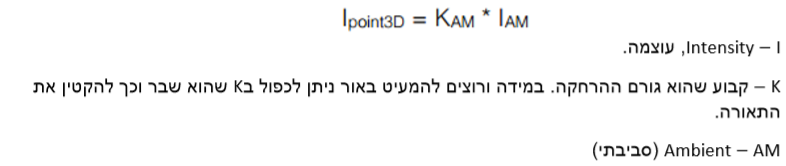 Ipoint3D = KAM * IAM
I – Intensity, עוצמה.
K – קבוע שהוא גורם ההרחקה. במידה ורוצים להמעיט באור ניתן לכפול בK שהוא שבר וכך להקטין את
התאורה.
AM – Ambient (סביבתי)